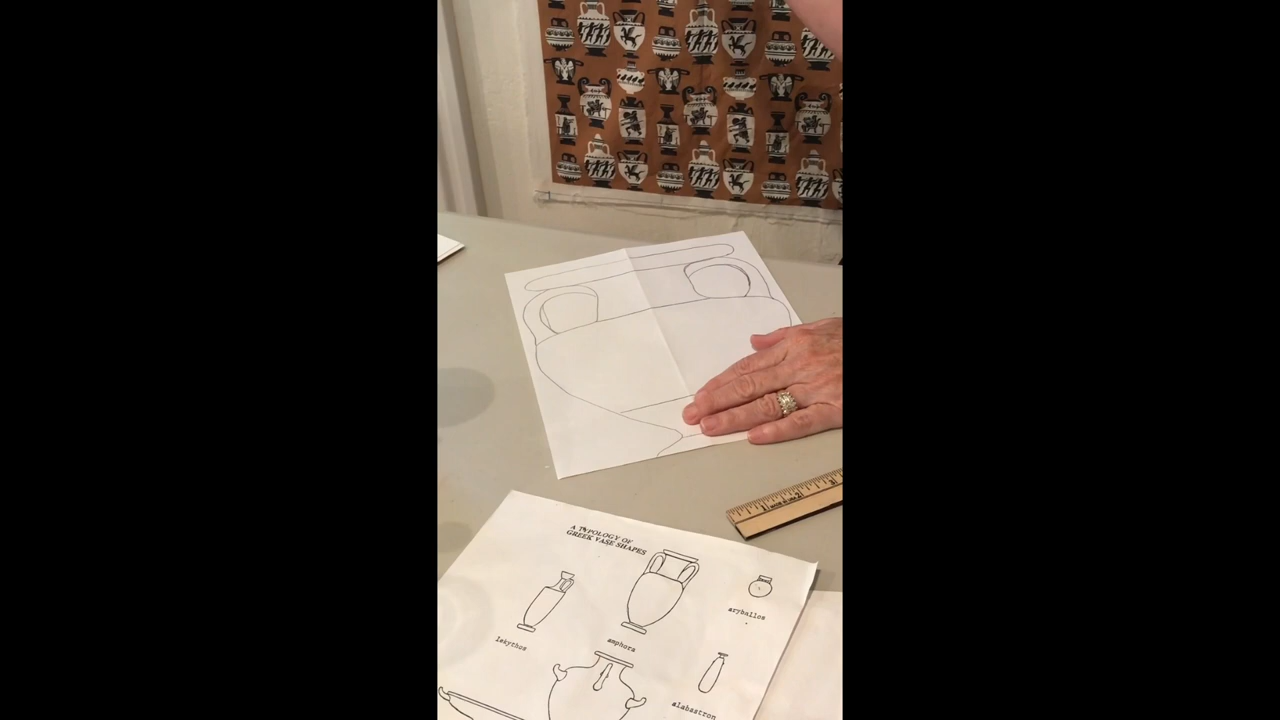 A TYPOLOGY OF
GREEK VASE SHAPES
lekythos
amphora
aryballos
alabastron